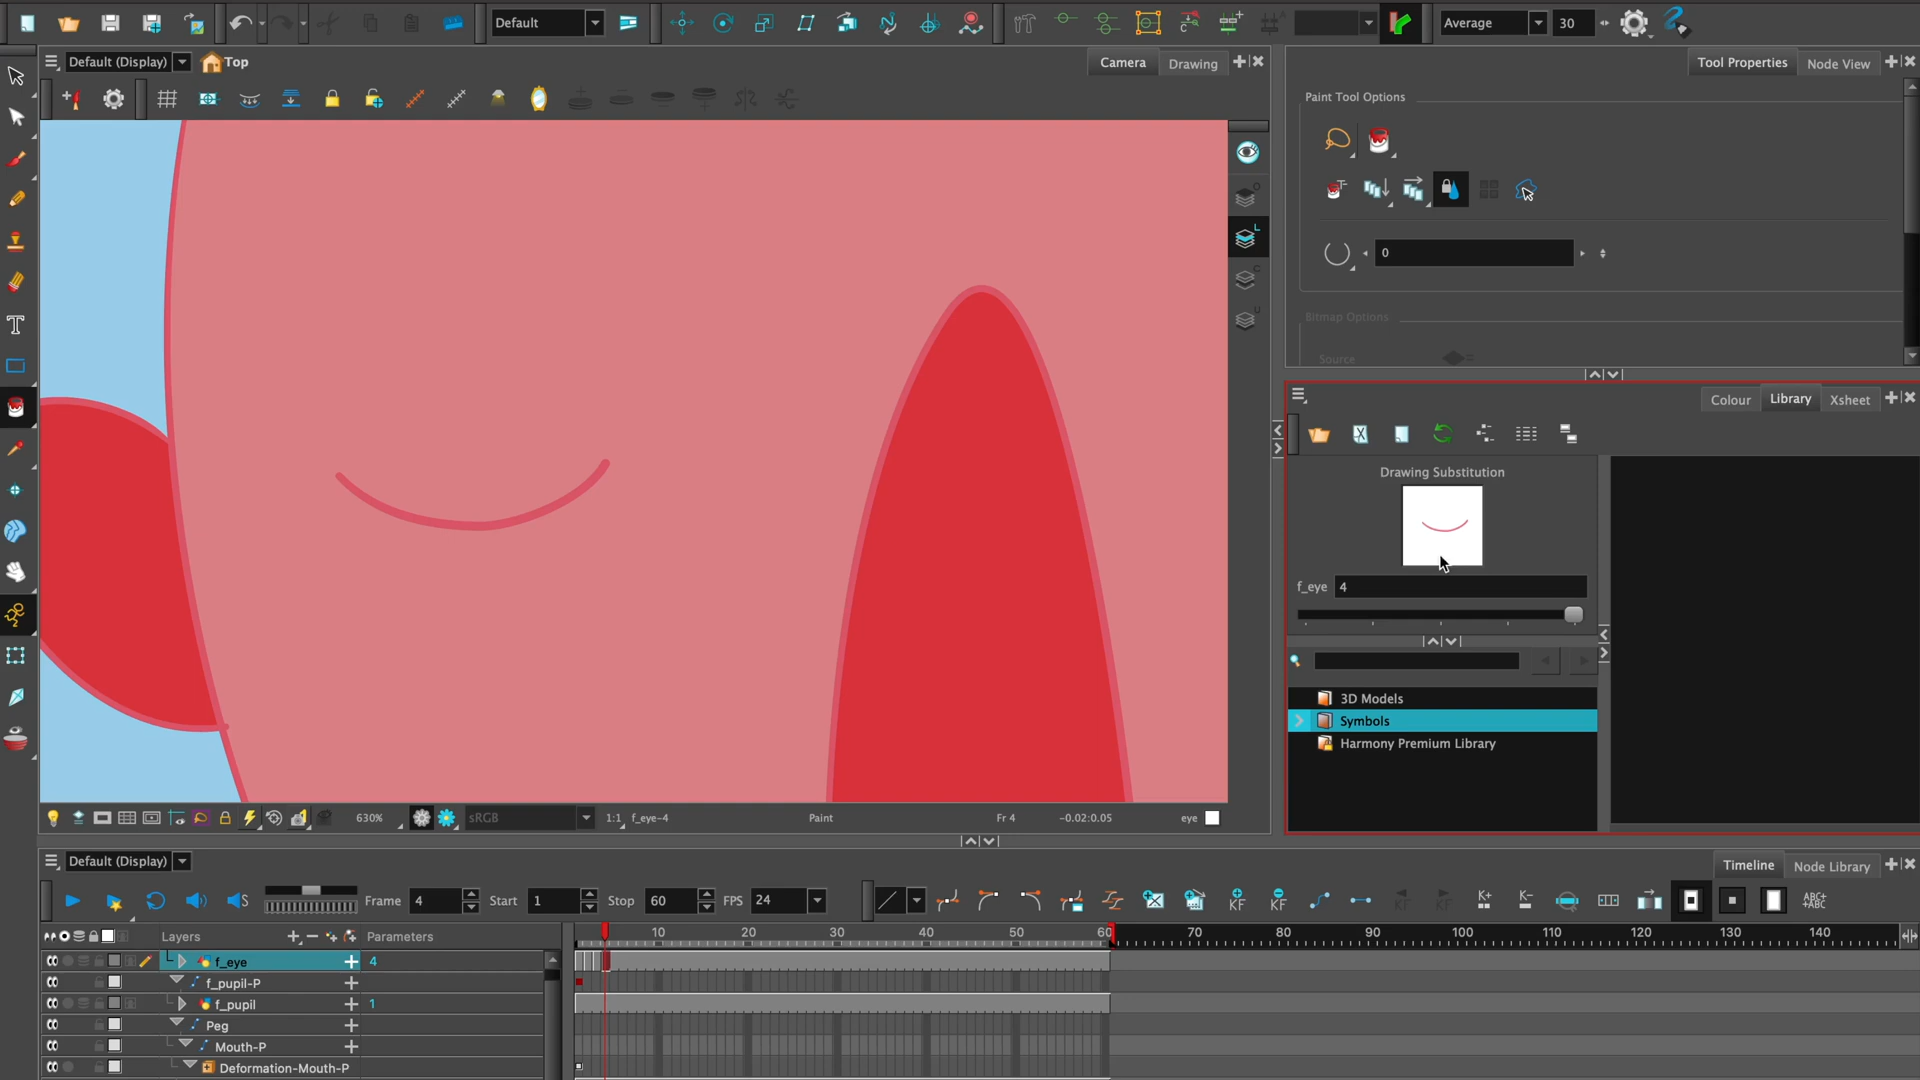 Default
Average
30
Default (Display)
Top
Camera
Drawing
Tool Properties
Node View
Paint Tool Options
0
Bitmap Options
Source
Colour
Library
Xsheet
Drawing Substitution
f_eye 4
3D Models
Symbols
Harmony Premium Library
630%
sRGB
1:1
f_eye-4
Paint
Fr 4
-0.02:0.05
eye
Default (Display)
Timeline
Node Library
Frame 4
Start 1
Stop 60
FPS 24
Layers
Parameters
10 20 30 40 50 60 70 80 90 100 110 120 130 140
f_eye 4
f_pupil-P
f_pupil 1
Peg
Mouth-P
Deformation-Mouth-P